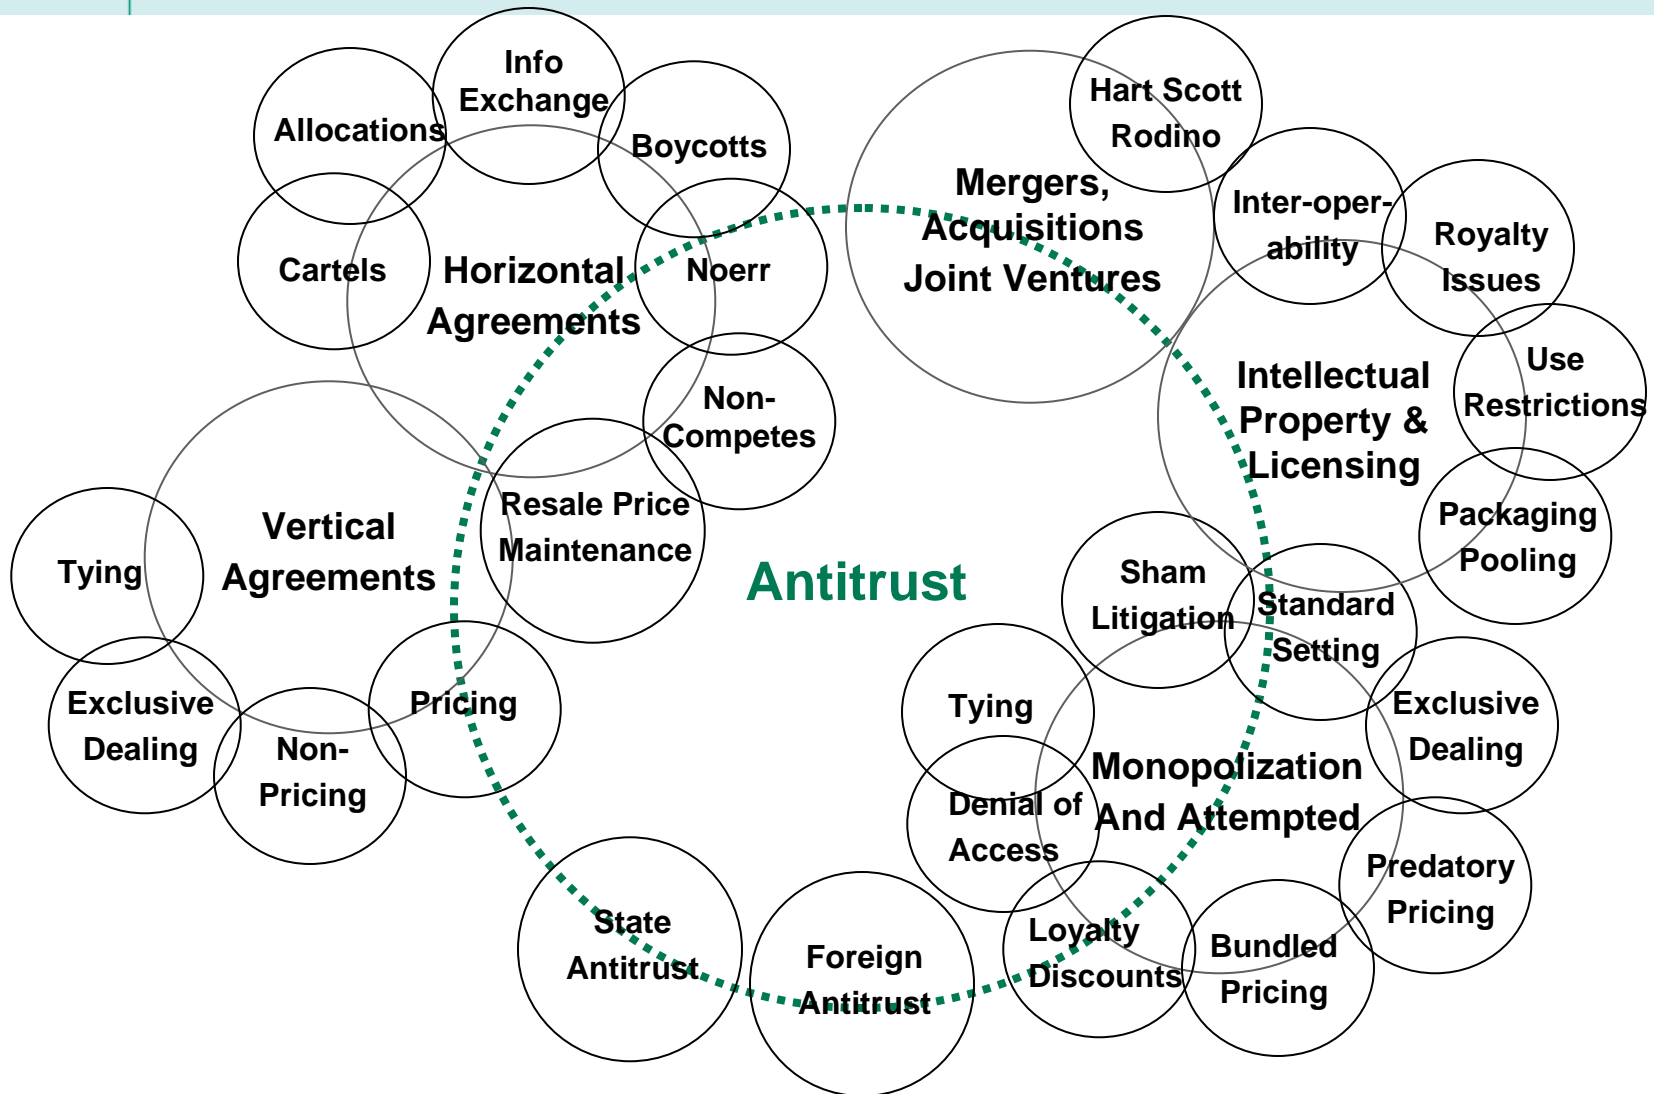 Info
Exchange
Allocations
Boycotts
Cartels
Horizontal
Agreements
Noerr
Non-
Competes
Hart Scott
Rodino
Mergers,
Acquisitions
Joint Ventures
Inter-oper-
ability
Royalty
Issues
Use
Restrictions
Intellectual
Property &
Licensing
Packaging
Pooling
Vertical
Agreements
Resale Price
Maintenance
Tying
Exclusive
Dealing
Non-
Pricing
Pricing
Antitrust
Sham
Litigation
Standard
Setting
Tying
Denial of
Access
Monopolization
And Attempted
Exclusive
Dealing
Predatory
Pricing
Loyalty
Discounts
Bundled
Pricing
State
Antitrust
Foreign
Antitrust